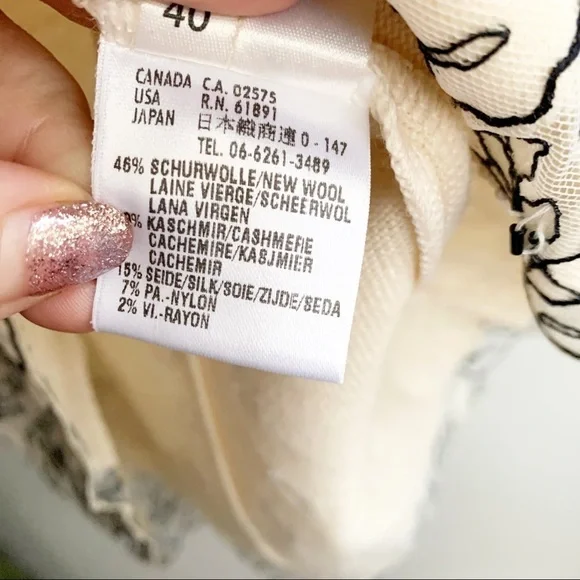 40
CANADA C.A. 02575
USA R.N. 61891
JAPAN 日本織商連 0 - 147
TEL. 06-6261-3489
46% SCHURWOLLE/NEW WOOL
LAINE VIERGE/SCHEERWOL
LANA VIRGEN
% KASCHMIR/CASHMERE
CACHEMIRE/KASJMIER
CACHEMIR
15% SEIDE/SILK/SOIE/ZIJDE/SEDA
7% PA.-NYLON
2% VI.-RAYON